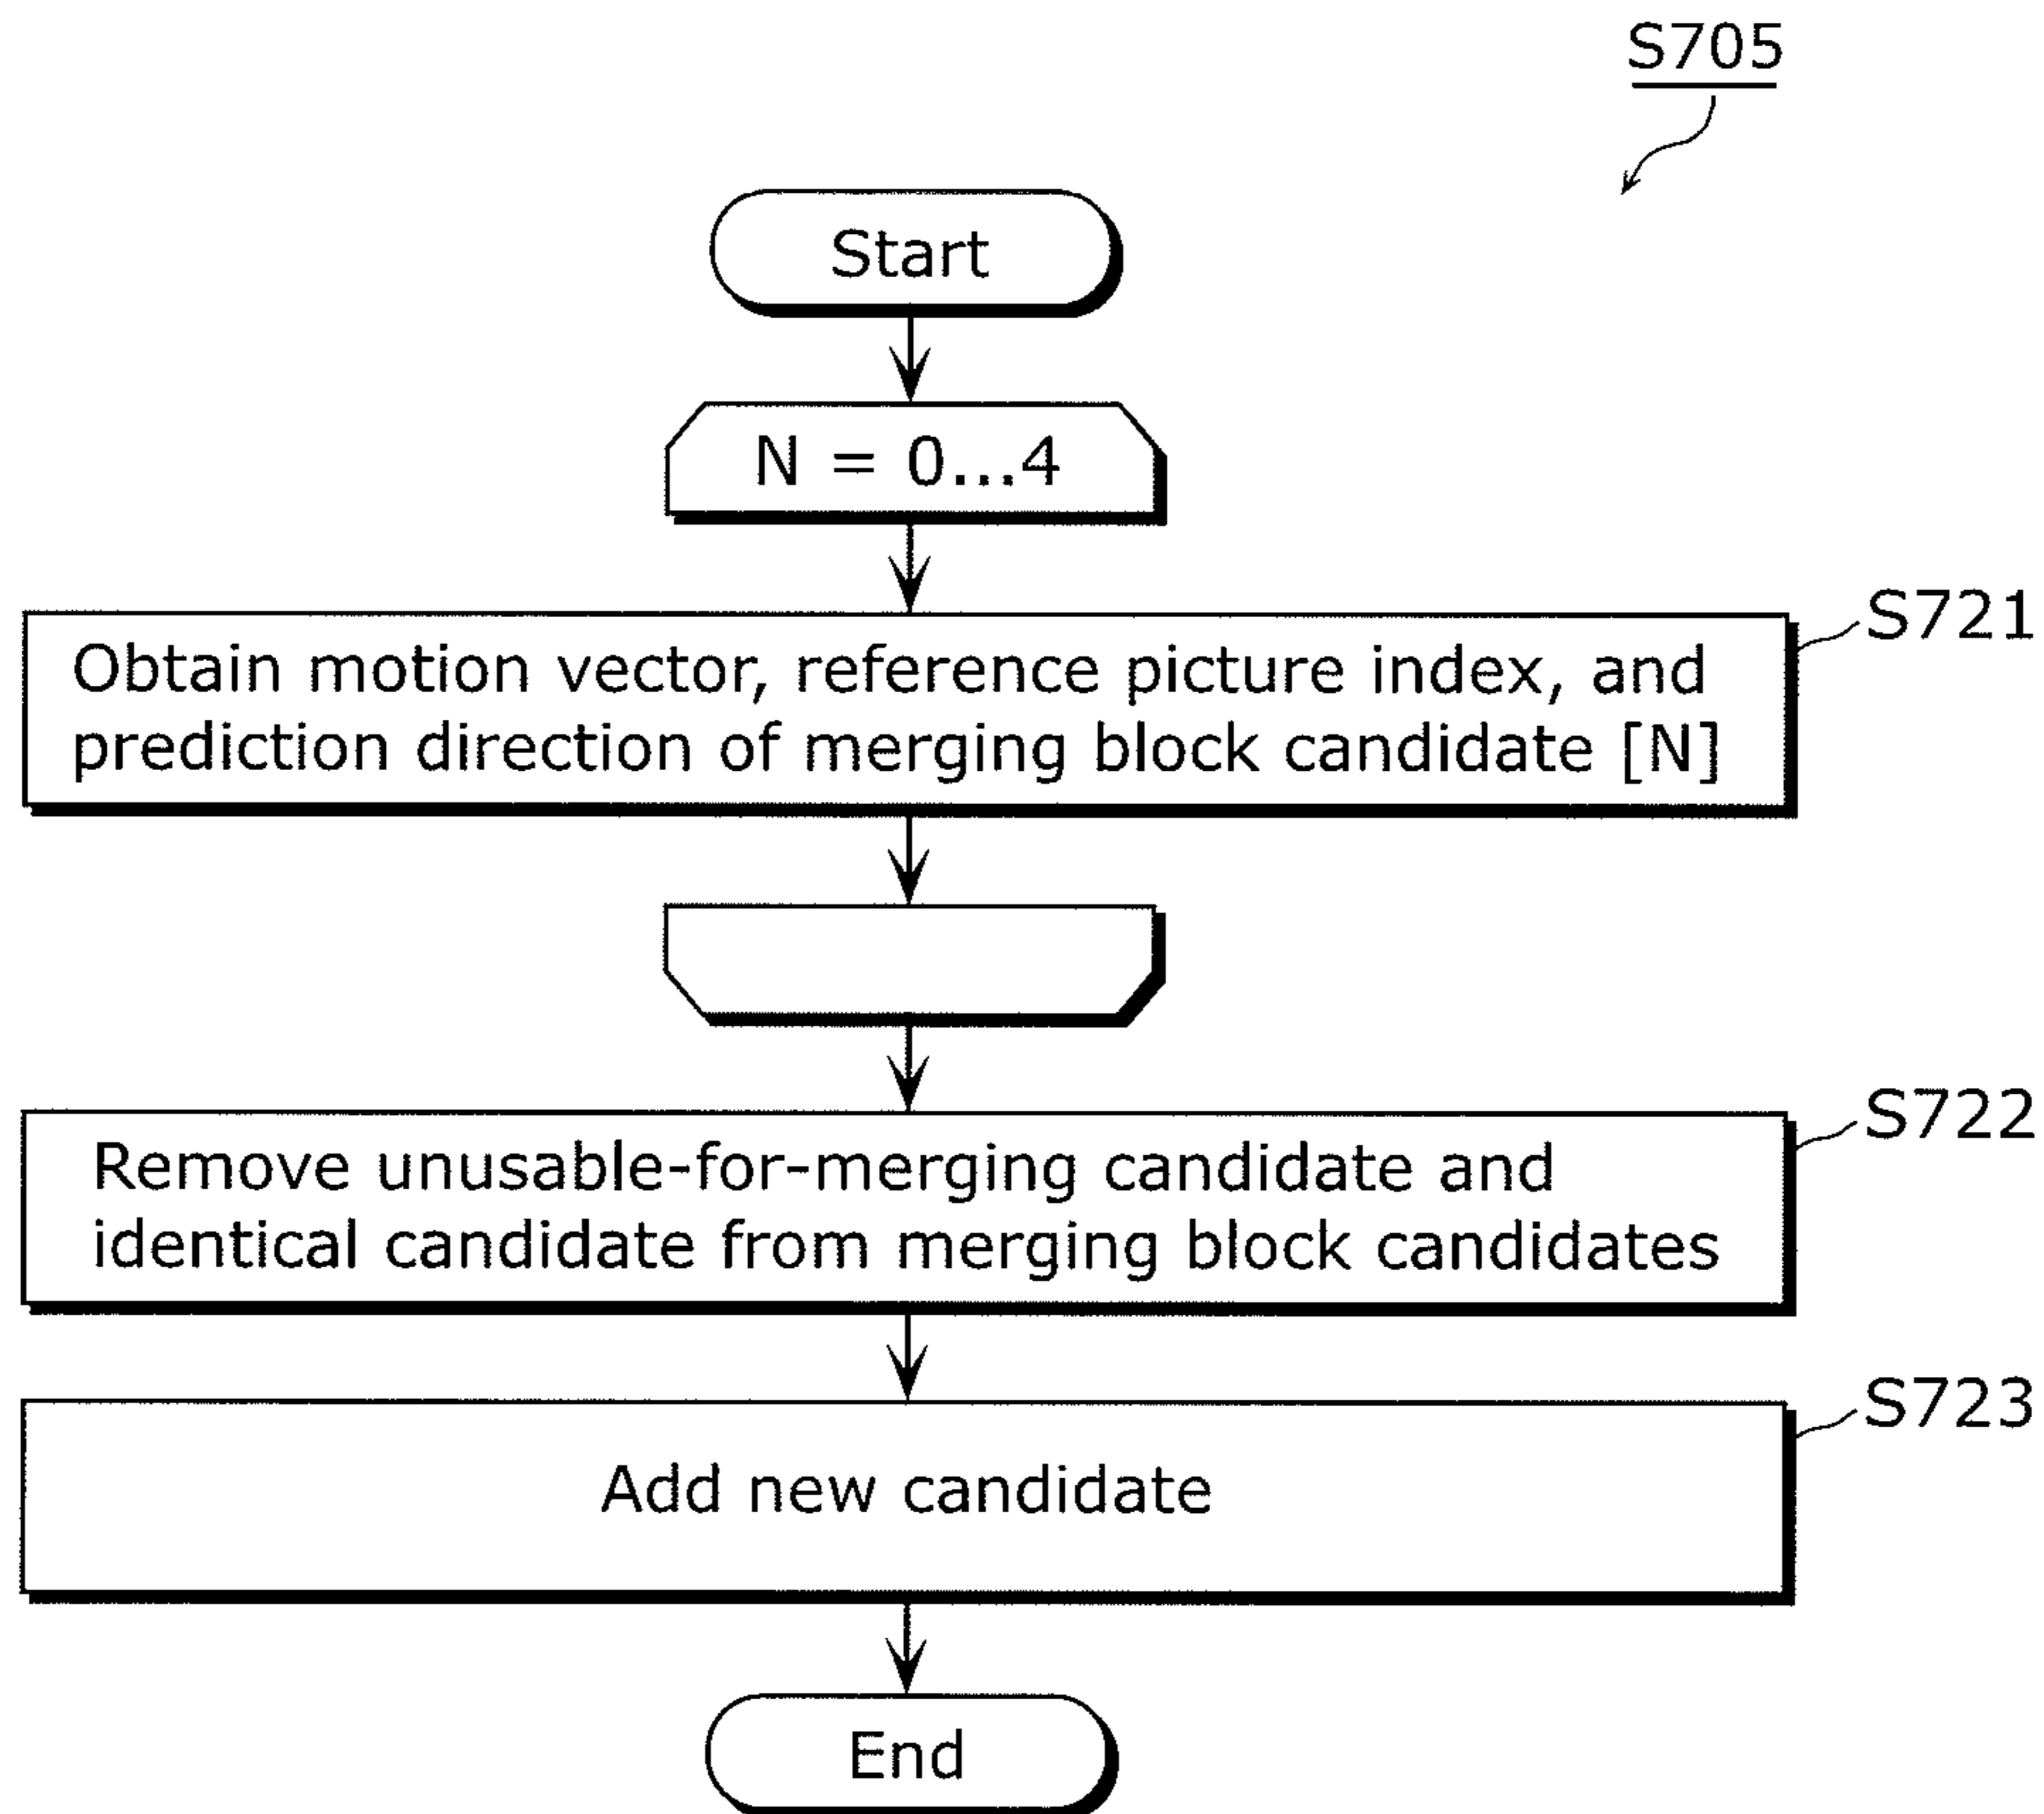 S705
Start
N = 0...4
S721
Obtain motion vector, reference picture index, and
prediction direction of merging block candidate [N]
S722
Remove unusable-for-merging candidate and
identical candidate from merging block candidates
S723
Add new candidate
End